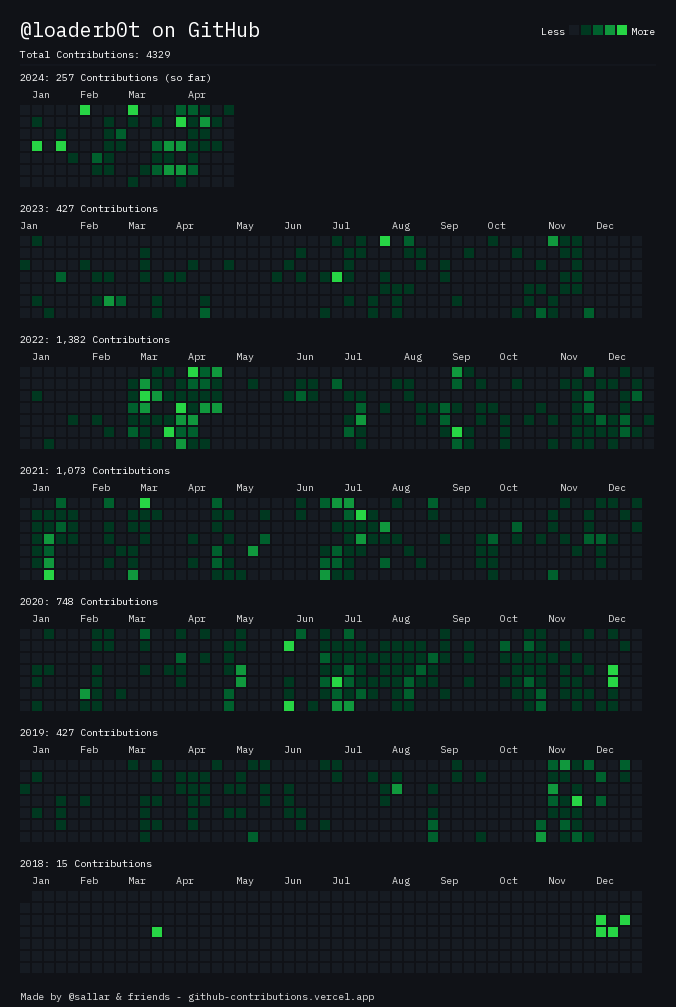 @loaderb0t on GitHub
Less More
Total Contributions: 4329
2024: 257 Contributions (so far)
Jan Feb Mar Apr
2023: 427 Contributions
Jan Feb Mar Apr May Jun Jul Aug Sep Oct Nov Dec
2022: 1,382 Contributions
Jan Feb Mar Apr May Jun Jul Aug Sep Oct Nov Dec
2021: 1,073 Contributions
Jan Feb Mar Apr May Jun Jul Aug Sep Oct Nov Dec
2020: 748 Contributions
Jan Feb Mar Apr May Jun Jul Aug Sep Oct Nov Dec
2019: 427 Contributions
Jan Feb Mar Apr May Jun Jul Aug Sep Oct Nov Dec
2018: 15 Contributions
Jan Feb Mar Apr May Jun Jul Aug Sep Oct Nov Dec
Made by @sallar & friends - github-contributions.vercel.app